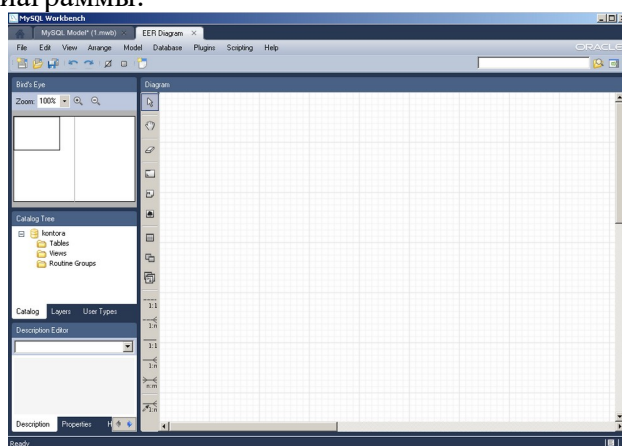 иаграммы.
MySQL Workbench
MySQL Model* (1.mwb) × EER Diagram ×
File Edit View Arrange Model Database Plugins Scripting Help
ORACLE
Bird's Eye
Zoom: 100%
Diagram
Catalog Tree
kontora
Tables
Views
Routine Groups
Catalog Layers User Types
Description Editor
Description Properties H
1:1
1:n
1:1
1:n
n:m
1:n
Ready